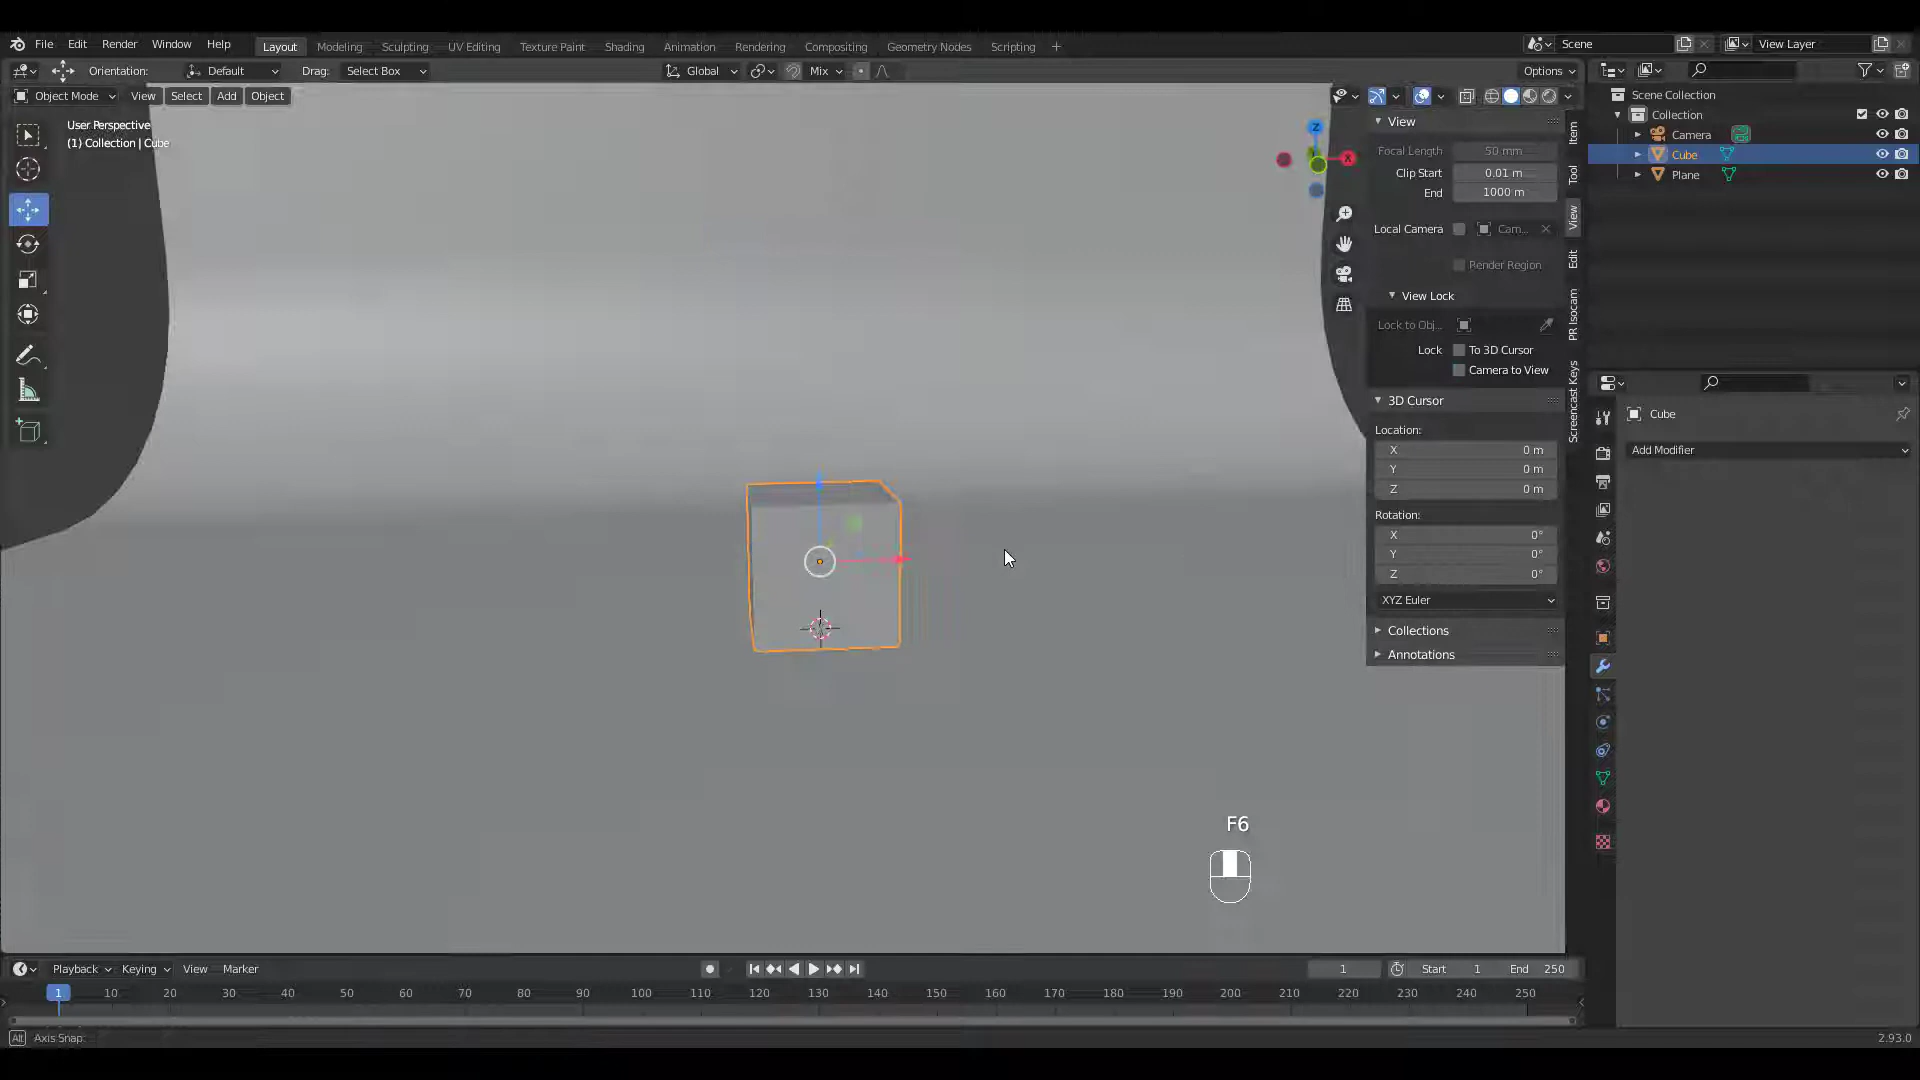 File Edit Render Window Help Layout Modeling Sculpting UV Editing Texture Paint Shading Animation Rendering Compositing Geometry Nodes Scripting + Scene View Layer
Orientation: Default Drag: Select Box Global Mix Options
Object Mode View Select Add Object
User Perspective
(1) Collection | Cube
Z
X
View
Focal Length 50 mm
Clip Start 0.01 m
End 1000 m
Local Camera Cam...
Render Region
View Lock
Lock to Obj...
Lock To 3D Cursor
Camera to View
3D Cursor
Location:
X 0 m
Y 0 m
Z 0 m
Rotation:
X 0°
Y 0°
Z 0°
XYZ Euler
Collections
Annotations
Item
Tool
View
Edit
PR Isocam
Screencast Keys
Scene Collection
Collection
Camera
Cube
Plane
Cube
Add Modifier
F6
Playback Keying View Marker 1 Start 1 End 250
1 10 20 30 40 50 60 70 80 90 100 110 120 130 140 150 160 170 180 190 200 210 220 230 240 250
Alt Axis Snap: 2.93.0